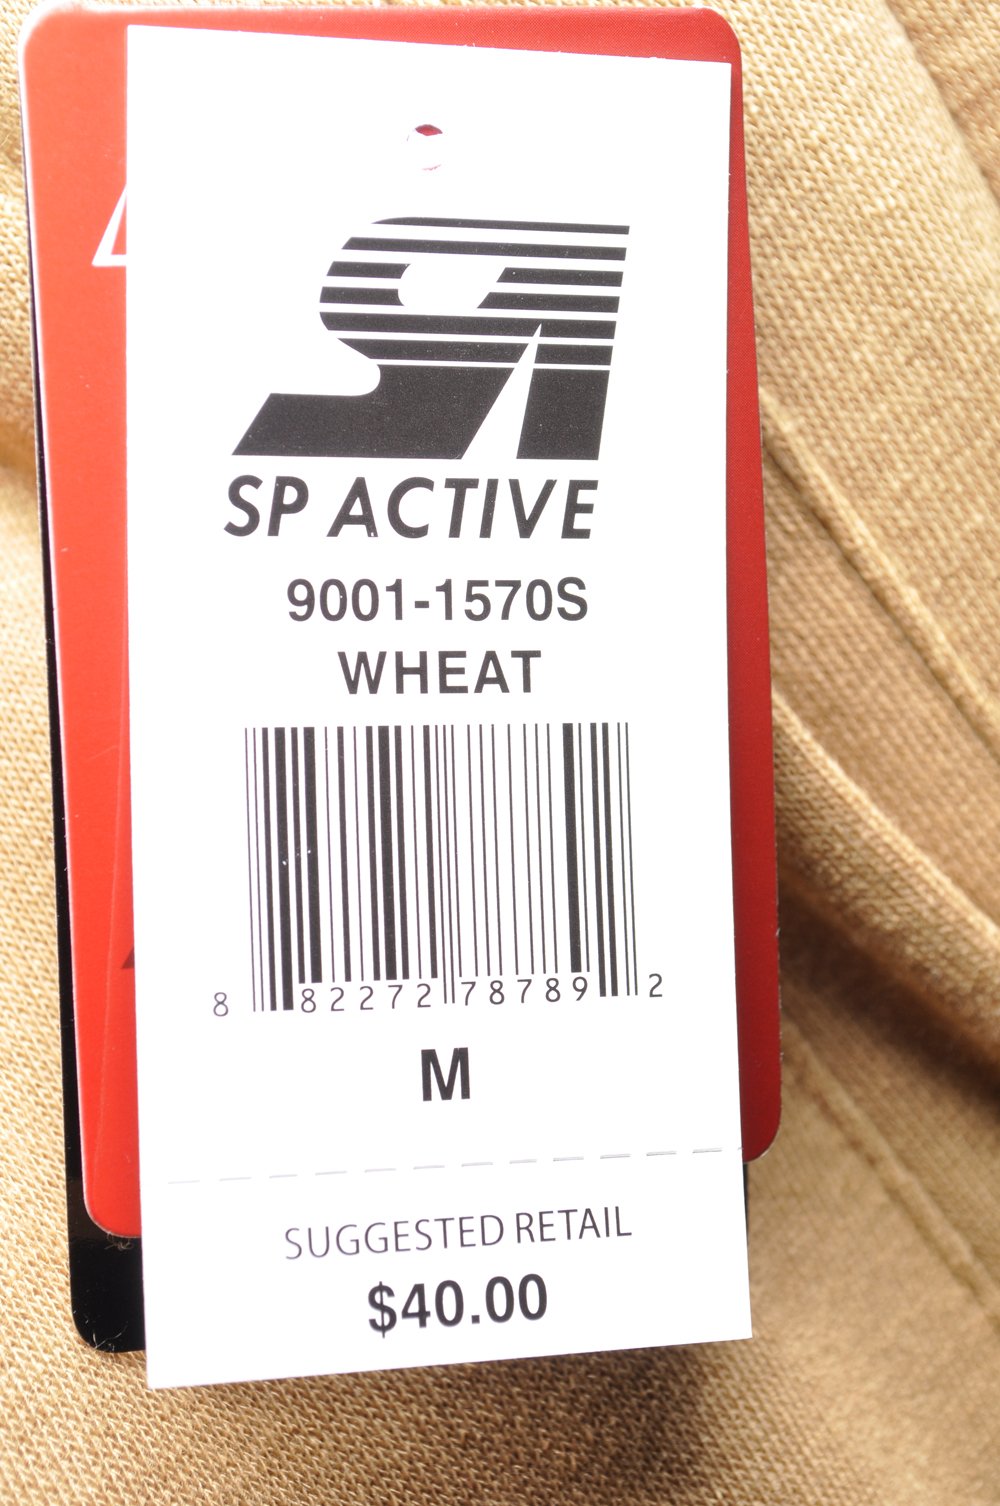 SP ACTIVE
9001-1570S
WHEAT
8 82272 78789 2
M
SUGGESTED RETAIL
$40.00